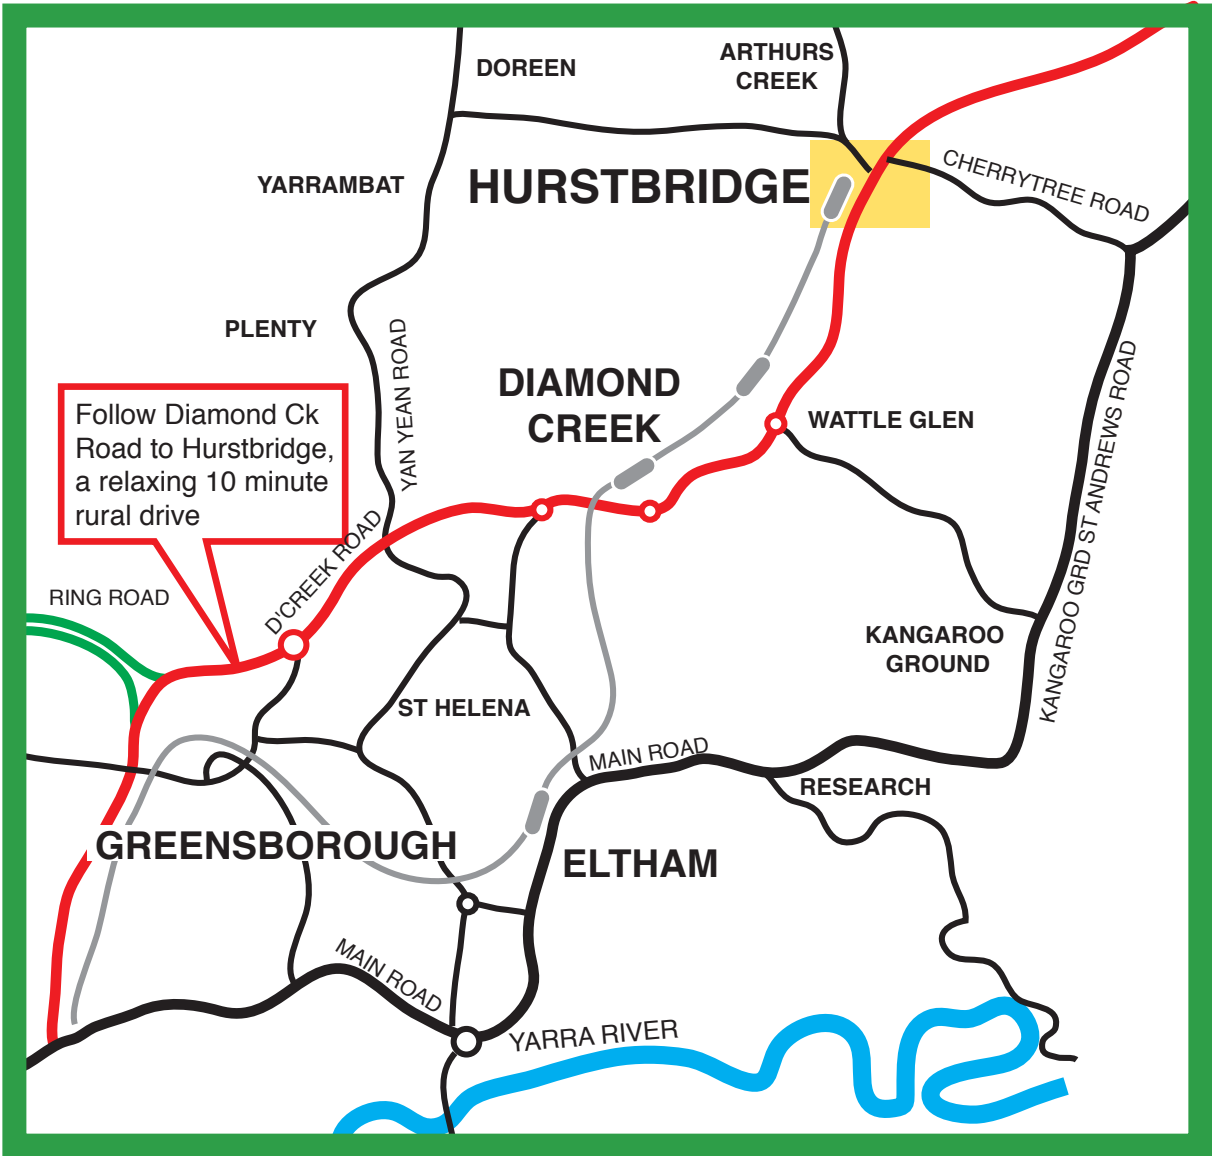 DOREEN
ARTHURS
CREEK
YARRAMBAT
HURSTBRIDGE
CHERRYTREE ROAD
PLENTY
YAN YEAN ROAD
DIAMOND
CREEK
WATTLE GLEN
KANGAROO GRD ST ANDREWS ROAD
Follow Diamond Ck
Road to Hurstbridge,
a relaxing 10 minute
rural drive
D'CREEK ROAD
RING ROAD
KANGAROO
GROUND
ST HELENA
MAIN ROAD
RESEARCH
GREENSBOROUGH
ELTHAM
MAIN ROAD
YARRA RIVER